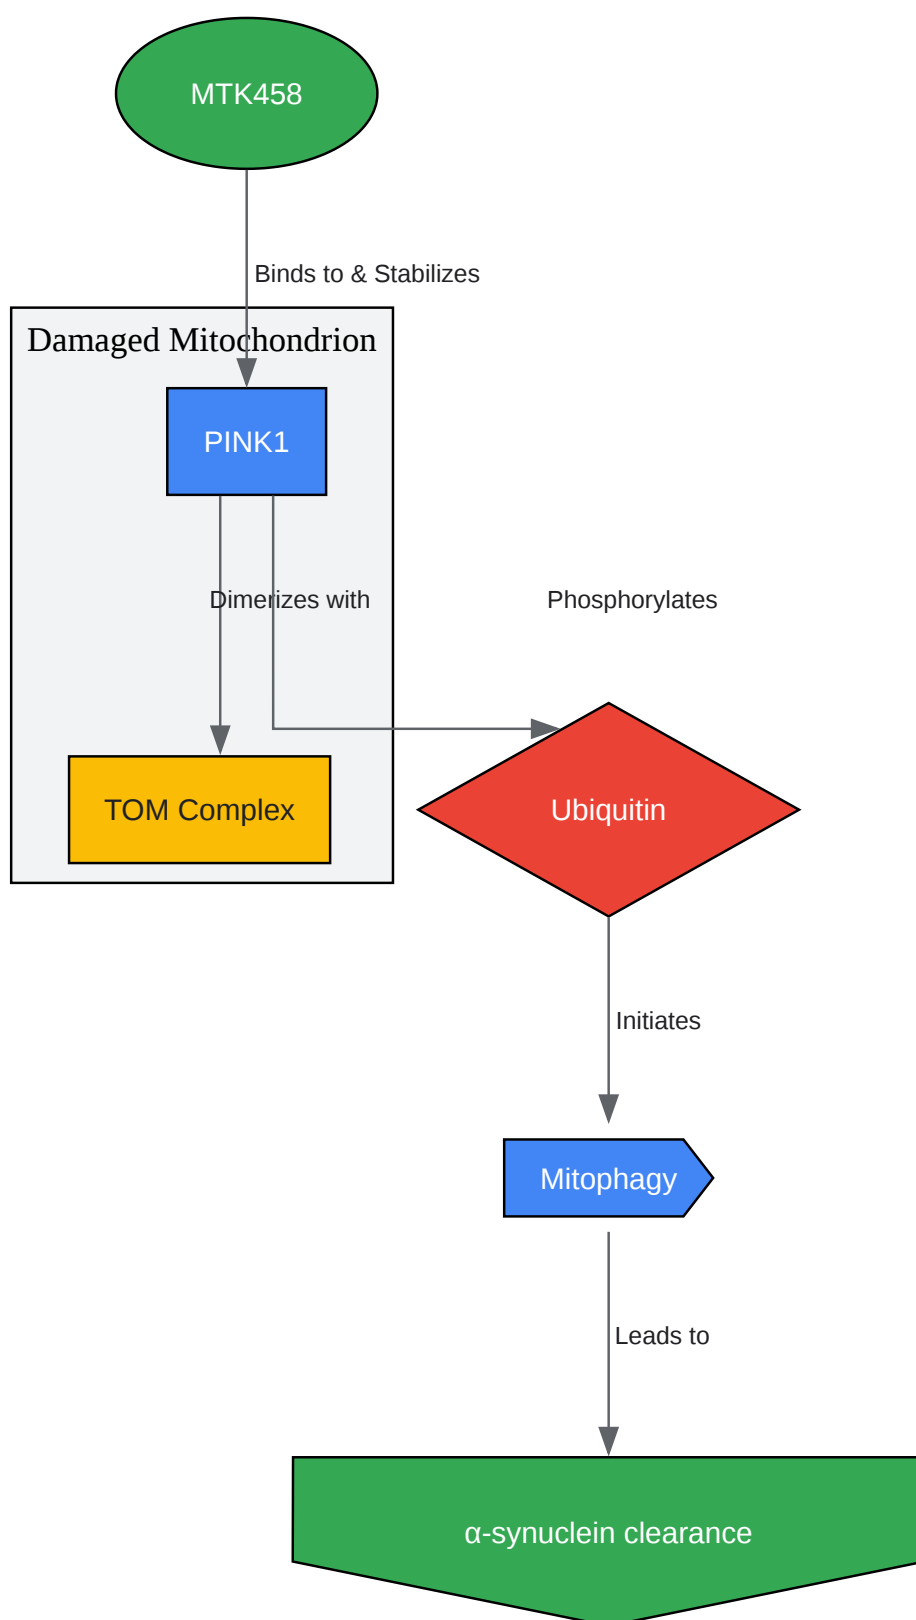 MTK458
Binds to & Stabilizes
Damaged Mitochondrion
PINK1
Dimerizes with
Phosphorylates
TOM Complex
Ubiquitin
Initiates
Mitophagy
Leads to
α-synuclein clearance